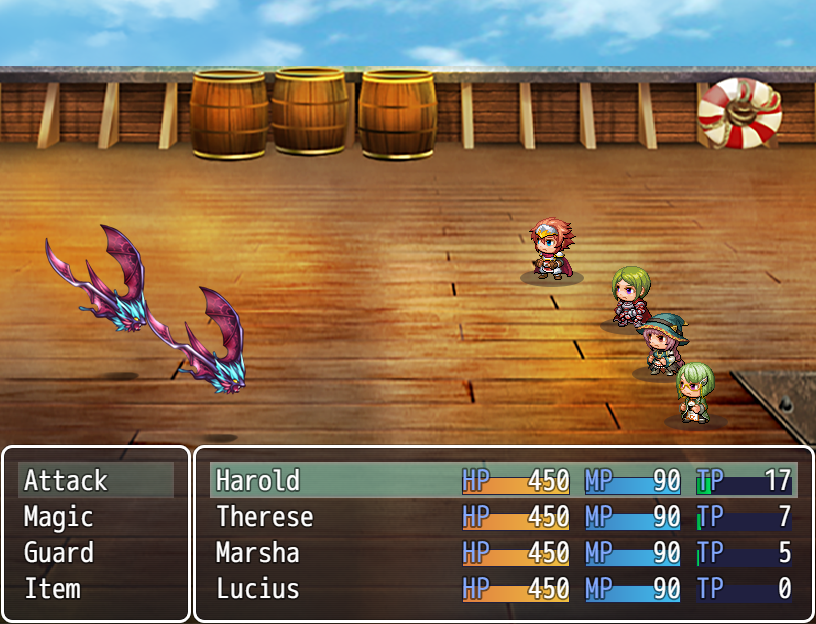 Attack
Magic
Guard
Item
Harold HP 450 MP 90 TP 17
Therese HP 450 MP 90 TP 7
Marsha HP 450 MP 90 TP 5
Lucius HP 450 MP 90 TP 0